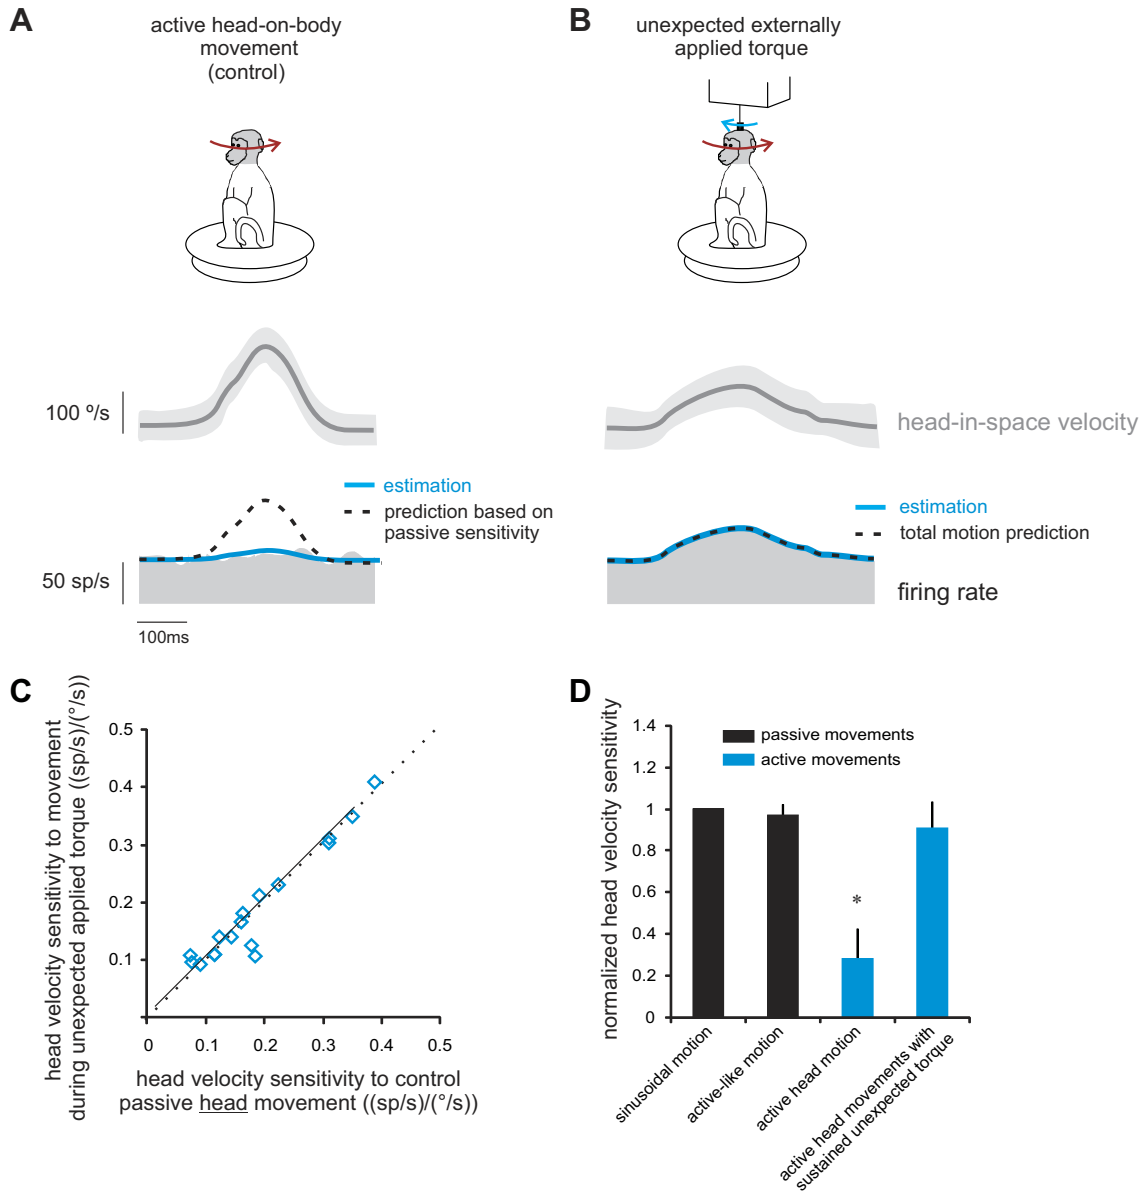 A
active head-on-body
movement
(control)
B
unexpected externally
applied torque
100 º/s
head-in-space velocity
estimation
prediction based on
passive sensitivity
50 sp/s
100ms
estimation
total motion prediction
firing rate
C
head velocity sensitivity to movement
during unexpected applied torque ((sp/s)/(°/s))
0.5
0.4
0.3
0.2
0.1
0
0.1
0.2
0.3
0.4
0.5
head velocity sensitivity to control
passive head movement ((sp/s)/(°/s))
D
normalized head velocity sensitivity
1.4
1.2
1
0.8
0.6
0.4
0.2
0
passive movements
active movements
*
sinusoidal motion
active-like motion
active head motion
active head movements with
sustained unexpected torque